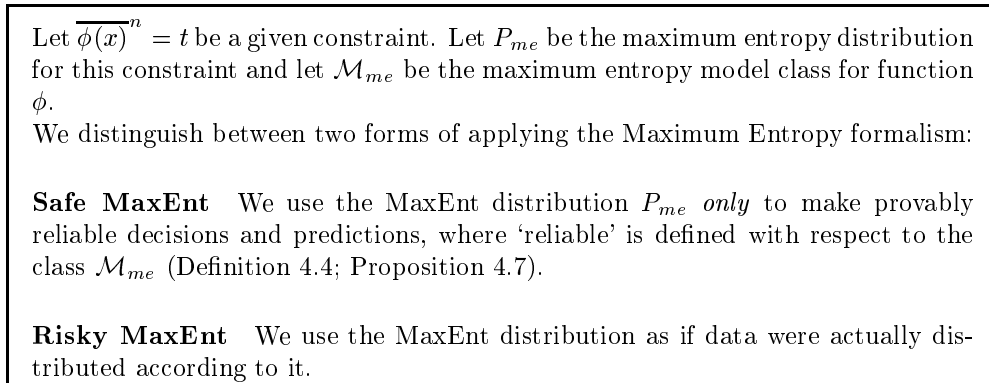 Let $\overline{\phi(x)}^n = t$ be a given constraint. Let $P_{me}$ be the maximum entropy distribution
for this constraint and let $\mathcal{M}_{me}$ be the maximum entropy model class for function
$\phi$.
We distinguish between two forms of applying the Maximum Entropy formalism:
Safe MaxEnt We use the MaxEnt distribution $P_{me}$ only to make provably
reliable decisions and predictions, where ‘reliable’ is defined with respect to the
class $\mathcal{M}_{me}$ (Definition 4.4; Proposition 4.7).
Risky MaxEnt We use the MaxEnt distribution as if data were actually dis-
tributed according to it.